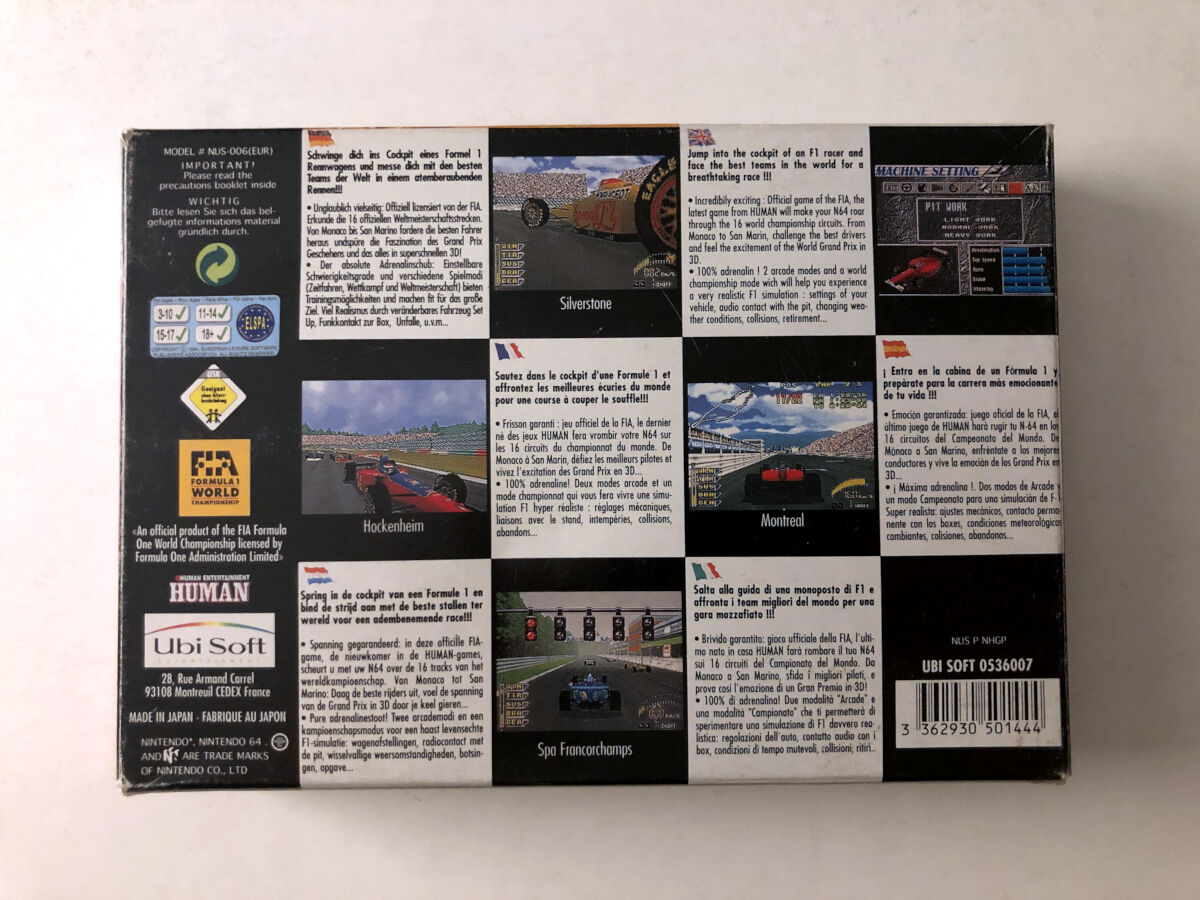 MODEL # NUS-006(EUR)
IMPORTANT!
Please read the
precautions booklet inside
WICHTIG
Bitte lesen Sie sich das bei-
gefugte informations material
gründlich durch.
3-10
11-14
15-17
18+
ELSPA
USK
Geeignet
ohne Alters-
beschränkung
FIA
FORMULA 1
WORLD
CHAMPIONSHIP
«An official product of the FIA Formula
One World Championship licensed by
Formula One Administration Limited»
HUMAN ENTERTAINMENT
HUMAN
Ubi Soft
ENTERTAINMENT
28, Rue Armand Carrel
93108 Montreuil CEDEX France
MADE IN JAPAN - FABRIQUE AU JAPON
NINTENDO®, NINTENDO 64
AND N ARE TRADE MARKS
OF NINTENDO CO., LTD
Schwinge dich ins Cockpit eines Formel 1
Rennwagens und messe dich mit den besten
Teams der Welt in einem atemberaubenden
Rennen!!!
• Unglaublich vielseitig: Offiziel lizensiert von der FIA.
Erkunde die 16 offiziellen Weltmeisterschaftsstrecken.
Von Monaco bis San Marino fordere die besten Fahrer
heraus undspüre die Faszination des Grand Prix
Geschehens und das alles in superschnellen 3D!
• Der absolute Adrenalinschub: Einstellbare
Schwierigkeitsgrade und verschiedene Spielmodi
(Zeitfahren, Wettkampf und Weltmeisterschaft) bieten
Trainingsmöglichkeiten und machen fit für das große
Ziel. Viel Realismus durch veränderbares Fahrzeug Set
Up, Funkkontakt zur Box, Unfalle, u.v.m...
Silverstone
Jump into the cockpit of an F1 racer and
face the best teams in the world for a
breathtaking race !!!
• Incredibly exciting : Official game of the FIA, the
latest game from HUMAN will make your N64 roar
through the 16 world championship circuits. From
Monaco to San Marin, challenge the best drivers
and feel the excitement of the World Grand Prix in
3D.
• 100% adrenalin ! 2 arcade modes and a world
championship mode wich will help you experience
a very realistic F1 simulation : settings of your
vehicle, audio contact with the pit, changing wea-
ther conditions, collisions, retirement...
MACHINE SETTING
EXIT
PIT WORK
LIGHT WORK
NORMAL WORK
HEAVY WORK
Acceleration
Top Speed
Turn
Brake
Steering
Hockenheim
Sautez dans le cockpit d'une Formule 1 et
affrontez les meilleures écuries du monde
pour une course à couper le souffle!!!
• Frisson garanti : jeu officiel de la FIA, le dernier
né des jeux HUMAN fera vrombir votre N64 sur
les 16 circuits du championnat du monde. De
Monaco à San Marin, défiez les meilleurs pilotes et
vivez l'excitation des Grand Prix en 3D...
• 100% adrenaline! Deux modes arcade et un
mode championnat qui vous fera vivre une simu-
lation F1 hyper réaliste : réglages mécaniques,
liaisons avec le stand, intempéries, collisions,
abandons...
17/22
Montreal
¡ Entra en la cabina de un Fórmula 1 y
prepárate para la carrera más emocionante
de tu vida !!!
• Emoción garantizada: juego oficial de la FIA, el
último juego de HUMAN hará rugir tu N-64 en los
16 circuitos del Campeonato del Mundo. De
Mónaco a San Marino, enfréntate a los mejores
conductores y vive la emoción de los Grand Prix en
3D...
• ¡ Máxima adrenalina !. Dos modos de Arcade y
un modo Campeonato para una simulación de F-
Super realista: ajustes mecánicos, contacto perma-
nente con los boxes, condiciones meteorológicas
cambiantes, colisiones, abandonos...
Spring in de cockpit van een Formule 1 en
bind de strijd aan met de beste stallen ter
wereld voor een adembenemende race!!!
• Spanning gegarandeerd: in deze officiële FIA-
game, de nieuwkomer in de HUMAN-games,
scheurt u met uw N64 over de 16 tracks van het
wereldkampioenschap. Van Monaco tot San
Marino: Daag de beste rijders uit, voel de spanning
van de Grand Prix in 3D door je keel gieren...
• Pure adrenalinestoot! Twee arcademodi en een
kampioenschapsmodus voor een haast levensechte
F1-simulatie: wagenafstellingen, radiocontact met
de pit, wisselvallige weersomstandigheden, botsin-
gen, opgave...
Spa Francorchamps
Salta alla guida di una monoposto di F1 e
affronta i team migliori del mondo per una
gara mozzafiato !!!
• Brivido garantito: gioco ufficiale della FIA, l'ulti-
mo nato in casa HUMAN farà rombare il tuo N64
sui 16 circuiti del Campionato del Mondo. Da
Monaco a San Marino, sfida i migliori piloti, e
prova cosi l'emozione di un Gran Premio in 3D!
• 100% di adrenalina! Due modalità "Arcade" e
una modalità "Campionato" che ti permetterà di
sperimentare una simulazione di F1 davvero rea-
listica: regolazioni dell'auto, contatto audio con i
box, condizioni di tempo mutevoli, collisioni, ritiri..
NUS P NHGP
UBI SOFT 0536007
3 362930 501444